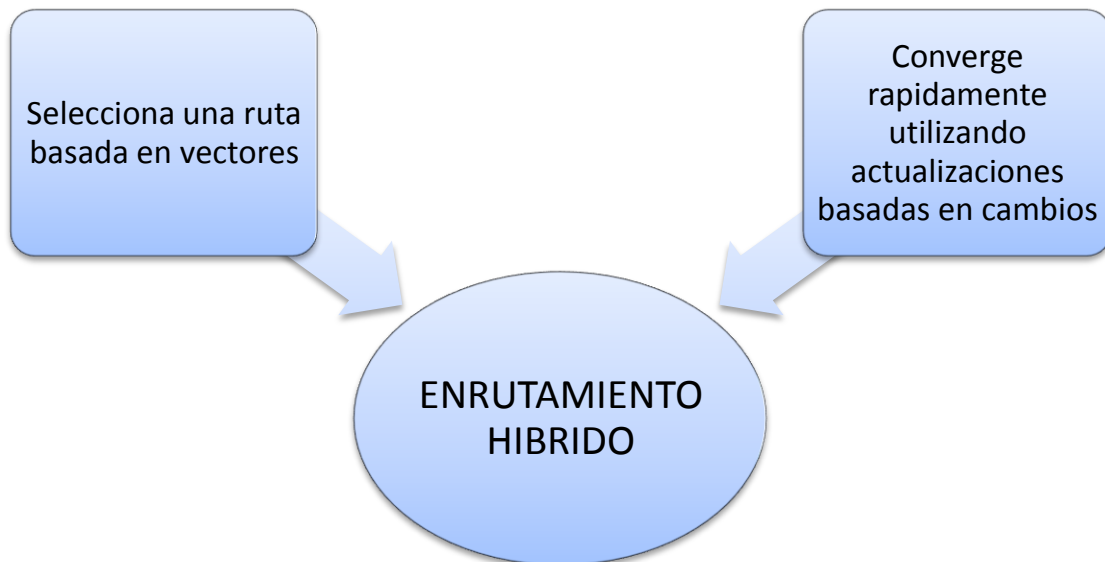 Selecciona una ruta
basada en vectores
Converge
rapidamente
utilizando
actualizaciones
basadas en cambios
ENRUTAMIENTO
HIBRIDO